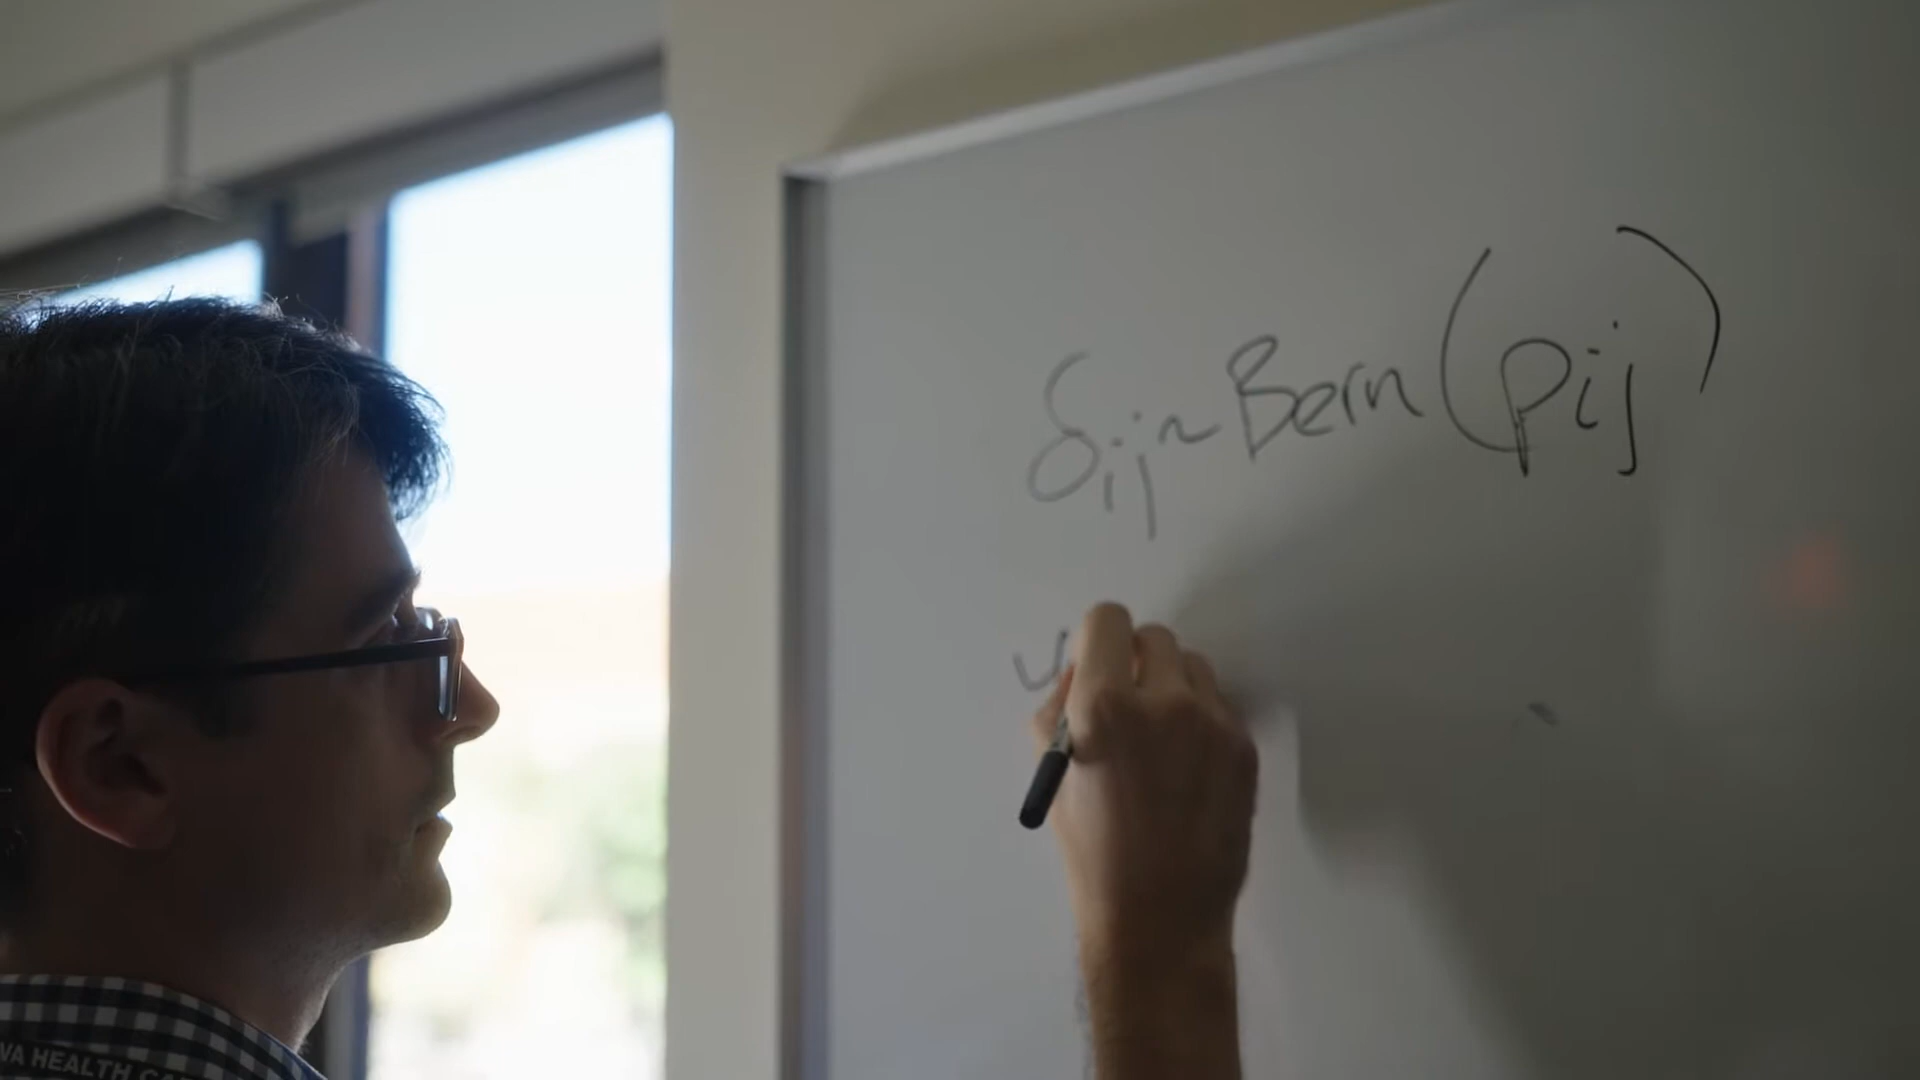 δij ~ Bern(pij)
VA HEALTH